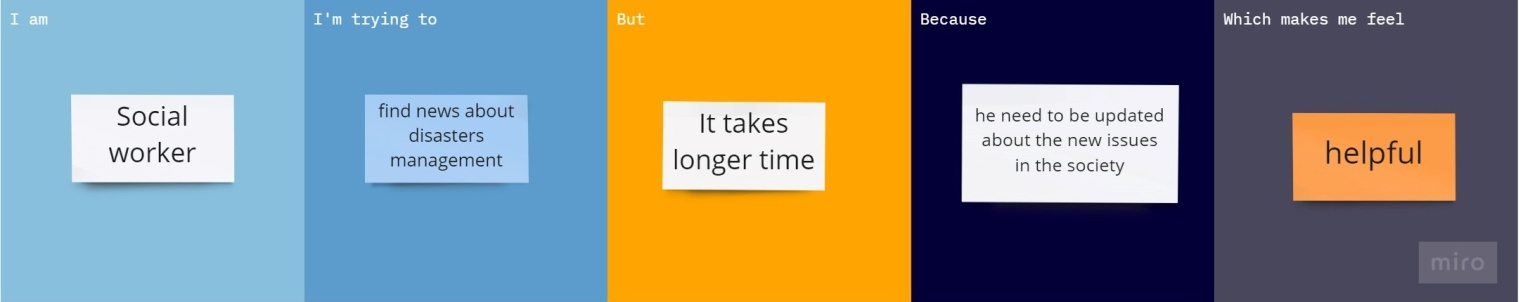 I am
Social
worker
I'm trying to
find news about
disasters
management
But
It takes
longer time
Because
he need to be updated
about the new issues
in the society
Which makes me feel
helpful
miro